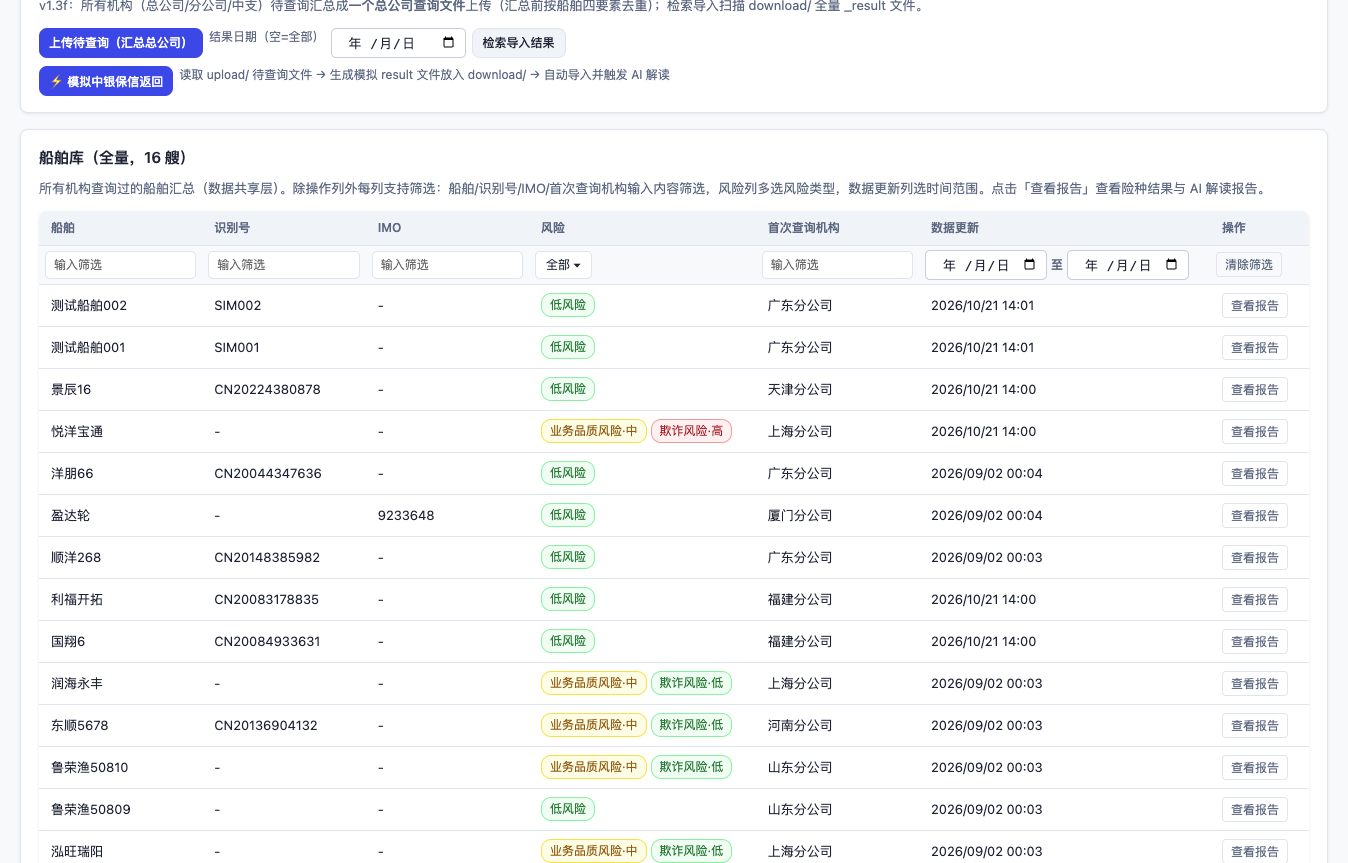 v1.3f：所有机构（总公司/分公司/中支）待查询汇总成一个总公司查询文件上传（汇总前按船舶四要素去重）；检索导入扫描 download/ 全量 _result 文件。
上传待查询（汇总总公司） 结果日期（空=全部） 年 /月/日 检索导入结果
⚡ 模拟中银保信返回 读取 upload/ 待查询文件 → 生成模拟 result 文件放入 download/ → 自动导入并触发 AI 解读
船舶库（全量，16 艘）
所有机构查询过的船舶汇总（数据共享层）。除操作列外每列支持筛选：船舶/识别号/IMO/首次查询机构输入内容筛选，风险列多选风险类型，数据更新列选时间范围。点击「查看报告」查看险种结果与 AI 解读报告。
船舶 识别号 IMO 风险 首次查询机构 数据更新 操作
输入筛选 输入筛选 输入筛选 全部 输入筛选 年 /月/日 至 年 /月/日 清除筛选
测试船舶002 SIM002 - 低风险 广东分公司 2026/10/21 14:01 查看报告
测试船舶001 SIM001 - 低风险 广东分公司 2026/10/21 14:01 查看报告
景辰16 CN20224380878 - 低风险 天津分公司 2026/10/21 14:00 查看报告
悦洋宝通 - - 业务品质风险·中 欺诈风险·高 上海分公司 2026/10/21 14:00 查看报告
洋朋66 CN20044347636 - 低风险 广东分公司 2026/09/02 00:04 查看报告
盈达轮 - 9233648 低风险 厦门分公司 2026/09/02 00:04 查看报告
顺洋268 CN20148385982 - 低风险 广东分公司 2026/09/02 00:03 查看报告
利福开拓 CN20083178835 - 低风险 福建分公司 2026/10/21 14:00 查看报告
国翔6 CN20084933631 - 低风险 福建分公司 2026/10/21 14:00 查看报告
润海永丰 - - 业务品质风险·中 欺诈风险·低 上海分公司 2026/09/02 00:03 查看报告
东顺5678 CN20136904132 - 业务品质风险·中 欺诈风险·低 河南分公司 2026/09/02 00:03 查看报告
鲁荣渔50810 - - 业务品质风险·中 欺诈风险·低 山东分公司 2026/09/02 00:03 查看报告
鲁荣渔50809 - - 低风险 山东分公司 2026/09/02 00:03 查看报告
泓旺瑞阳 - - 业务品质风险·中 欺诈风险·低 上海分公司 2026/09/02 00:03 查看报告